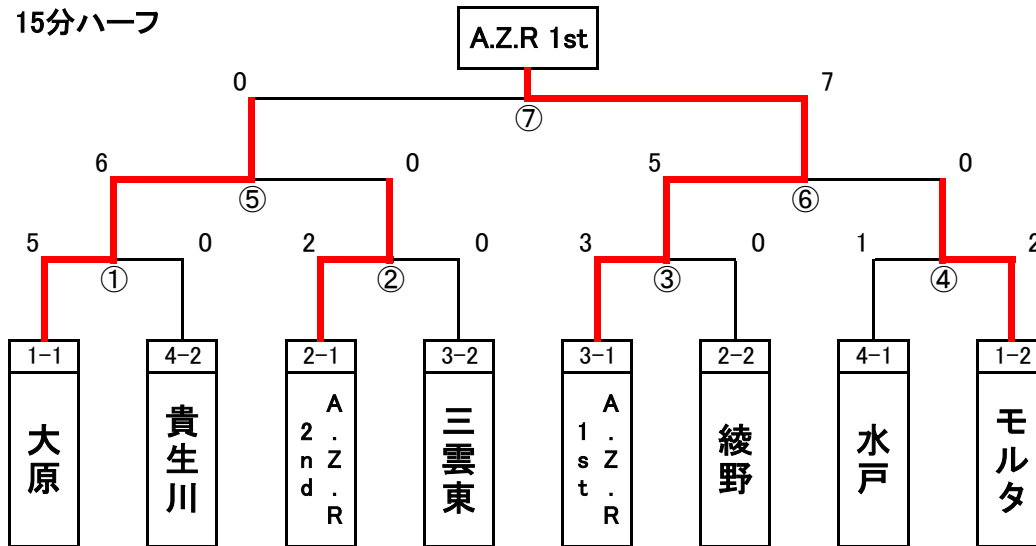 15分ハーフ
A.Z.R 1st
0
7
⑦
6
0
5
0
⑤
⑥
5
0
2
0
3
0
1
2
①
②
③
④
1-1
4-2
2-1
3-2
3-1
2-2
4-1
1-2
大原
貴生川
A.Z.R
2nd
三雲東
A.Z.R
1st
綾野
水戸
モルタ